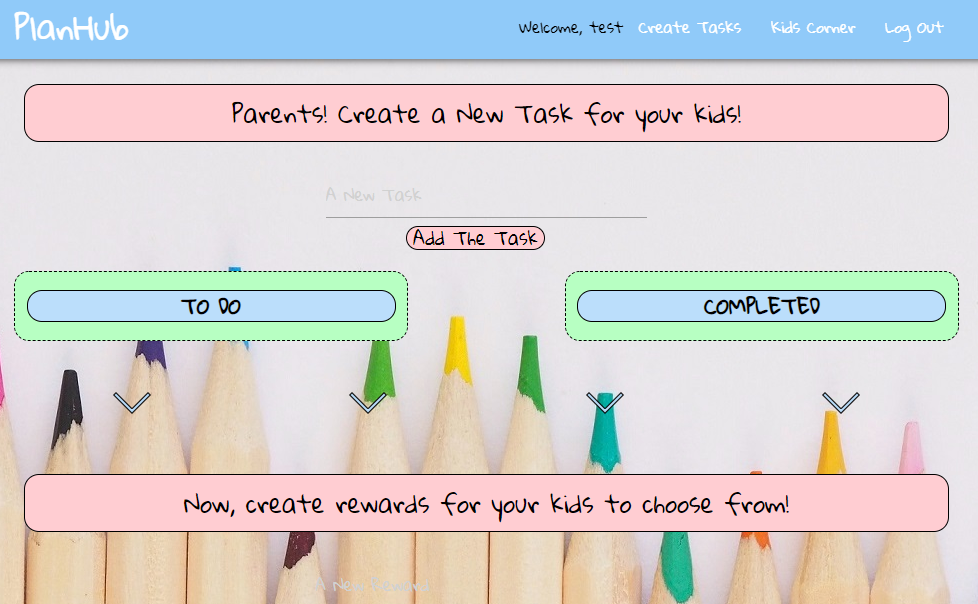 PlanHub
Welcome, test Create Tasks Kids Corner Log Out
Parents! Create a New Task for your kids!
A New Task
Add The Task
TO DO
COMPLETED
Now, create rewards for your kids to choose from!
A New Reward